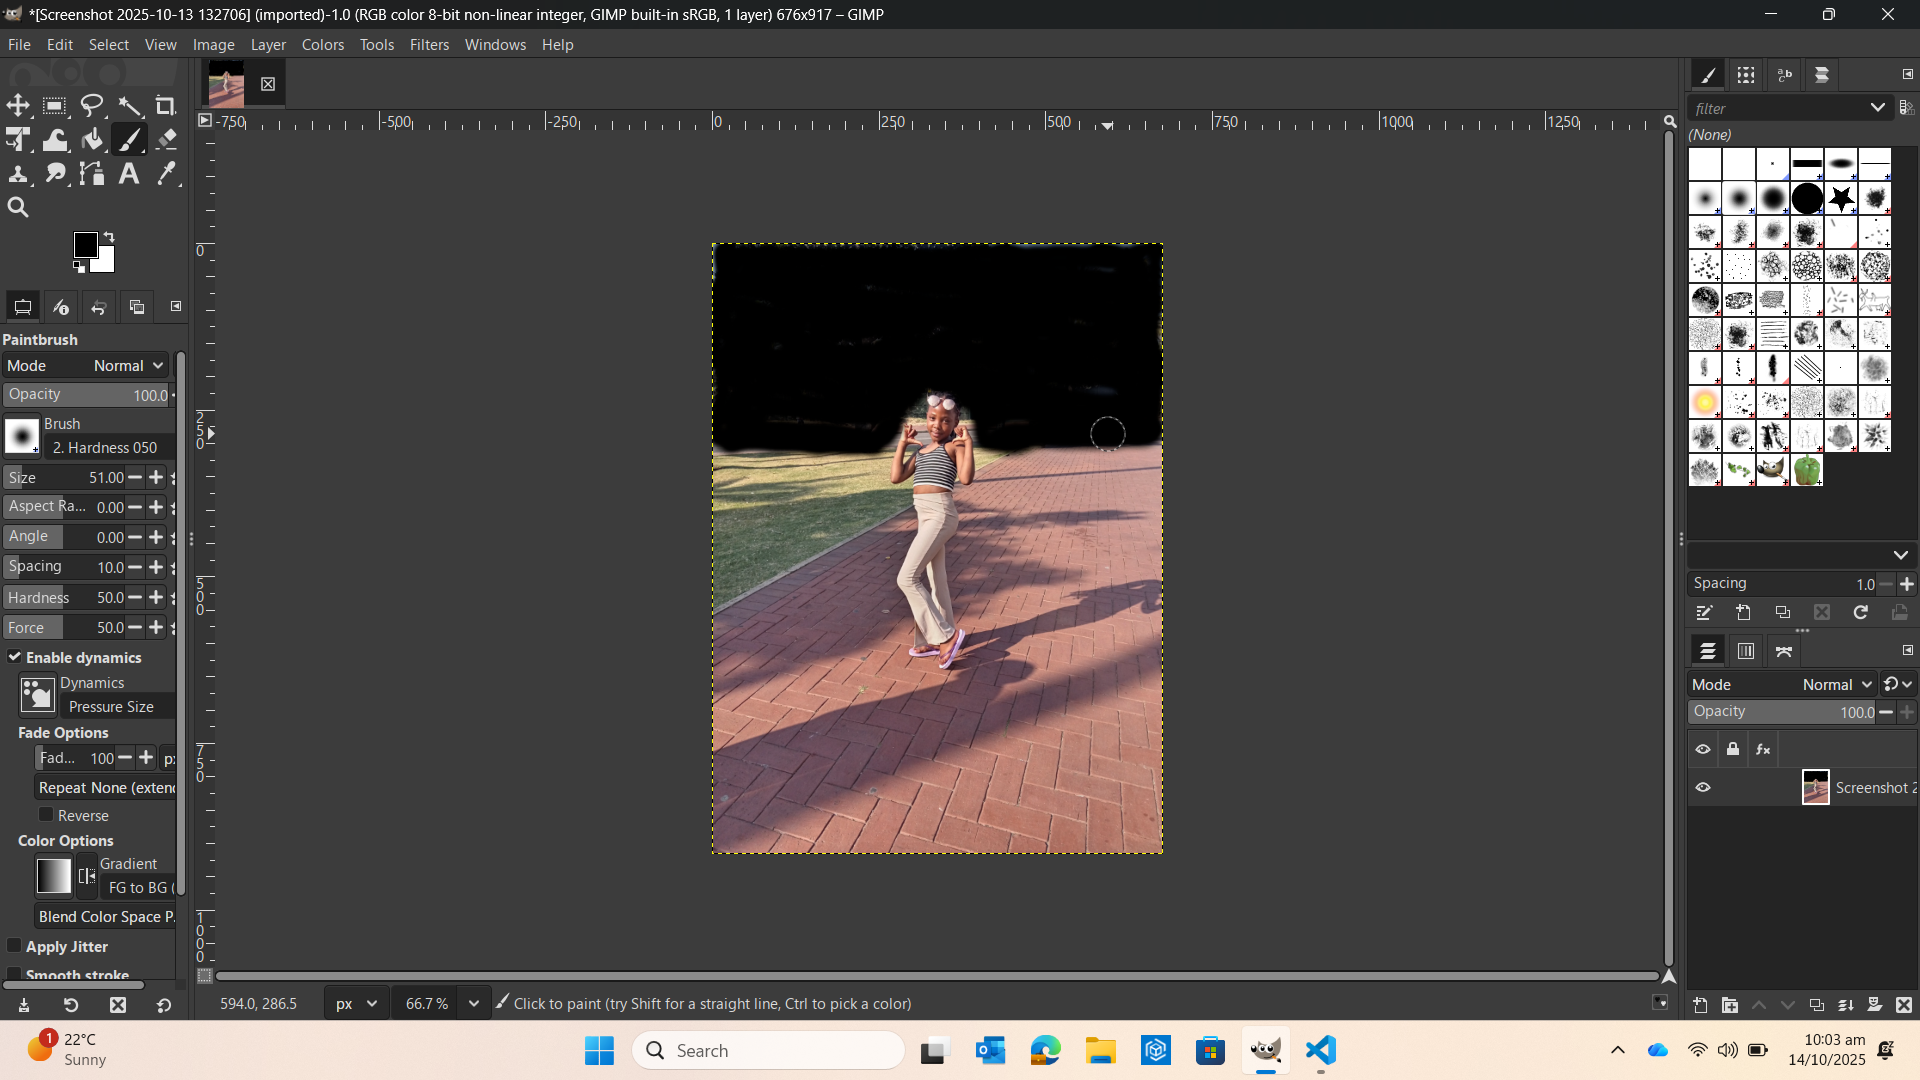 *[Screenshot 2025-10-13 132706] (imported)-1.0 (RGB color 8-bit non-linear integer, GIMP built-in sRGB, 1 layer) 676x917 – GIMP
File Edit Select View Image Layer Colors Tools Filters Windows Help
-750 -500 -250 0 250 500 750 1000 1250
0
250
500
750
1000
Paintbrush
Mode Normal
Opacity 100.0
Brush
2. Hardness 050
Size 51.00
Aspect Ra... 0.00
Angle 0.00
Spacing 10.0
Hardness 50.0
Force 50.0
Enable dynamics
Dynamics
Pressure Size
Fade Options
Fad... 100
Repeat None (exten
Reverse
Color Options
Gradient
FG to BG (
Blend Color Space P.
Apply Jitter
Smooth stroke
594.0, 286.5 px 66.7 % Click to paint (try Shift for a straight line, Ctrl to pick a color)
filter
(None)
Spacing 1.0
Mode Normal
Opacity 100.0
fx
Screenshot 2
1
22°C
Sunny
Search
10:03 am
14/10/2025